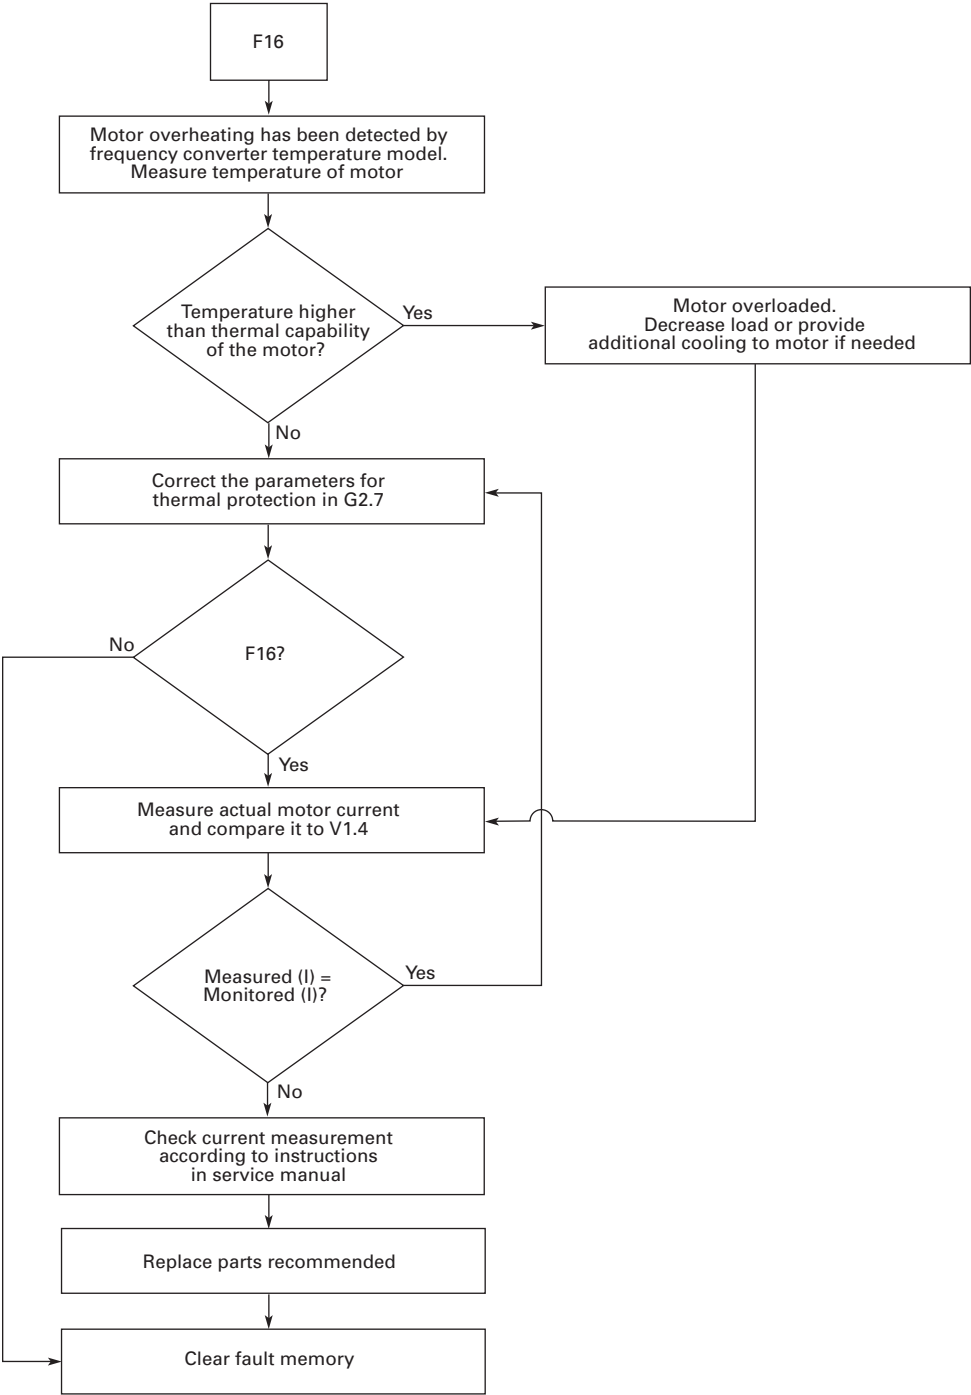 F16
Motor overheating has been detected by
frequency converter temperature model.
Measure temperature of motor
Temperature higher
than thermal capability
of the motor?
Yes
Motor overloaded.
Decrease load or provide
additional cooling to motor if needed
No
Correct the parameters for
thermal protection in G2.7
No
F16?
Yes
Measure actual motor current
and compare it to V1.4
Measured (I) =
Monitored (I)?
Yes
No
Check current measurement
according to instructions
in service manual
Replace parts recommended
Clear fault memory